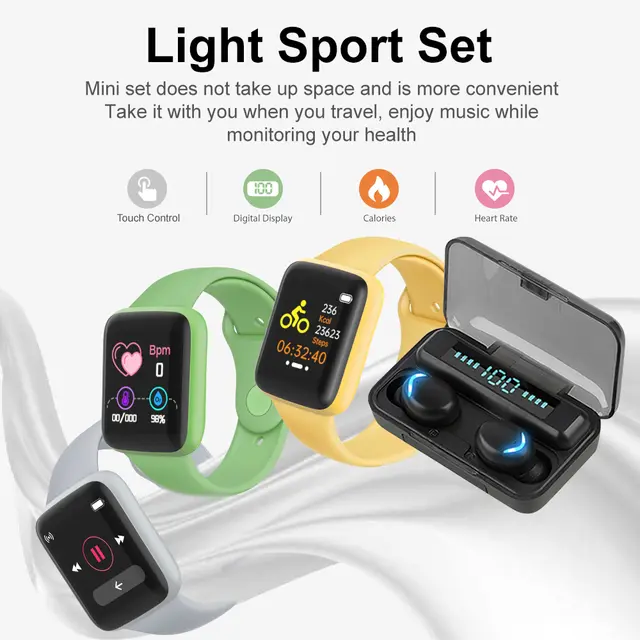 Light Sport Set
Mini set does not take up space and is more convenient
Take it with you when you travel, enjoy music while
monitoring your health
100
Touch Control
Digital Display
Calories
Heart Rate
236
Kcal
23623
Steps
06:32:40
Bpm
0
00/000
98%
100